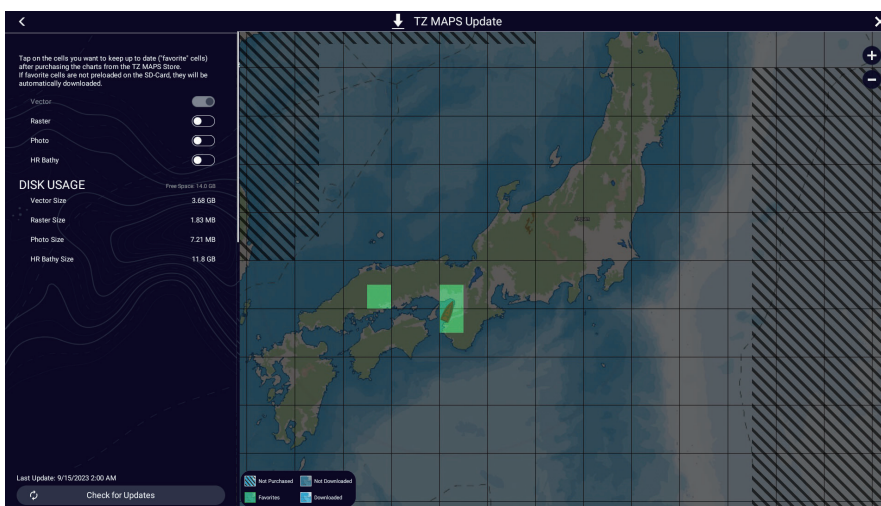 TZ MAPS Update
Tap on the cells you want to keep up to date ("favorite" cells)
after purchasing the charts from the TZ MAPS Store.
If favorite cells are not preloaded on the SD-Card, they will be
automatically downloaded.
Vector
Raster
Photo
HR Bathy
DISK USAGE Free Space: 14.0 GB
Vector Size 3.68 GB
Raster Size 1.83 MB
Photo Size 7.21 MB
HR Bathy Size 11.8 GB
Last Update: 9/15/2023 2:00 AM
Check for Updates
Not Purchased Not Downloaded
Favorites Downloaded